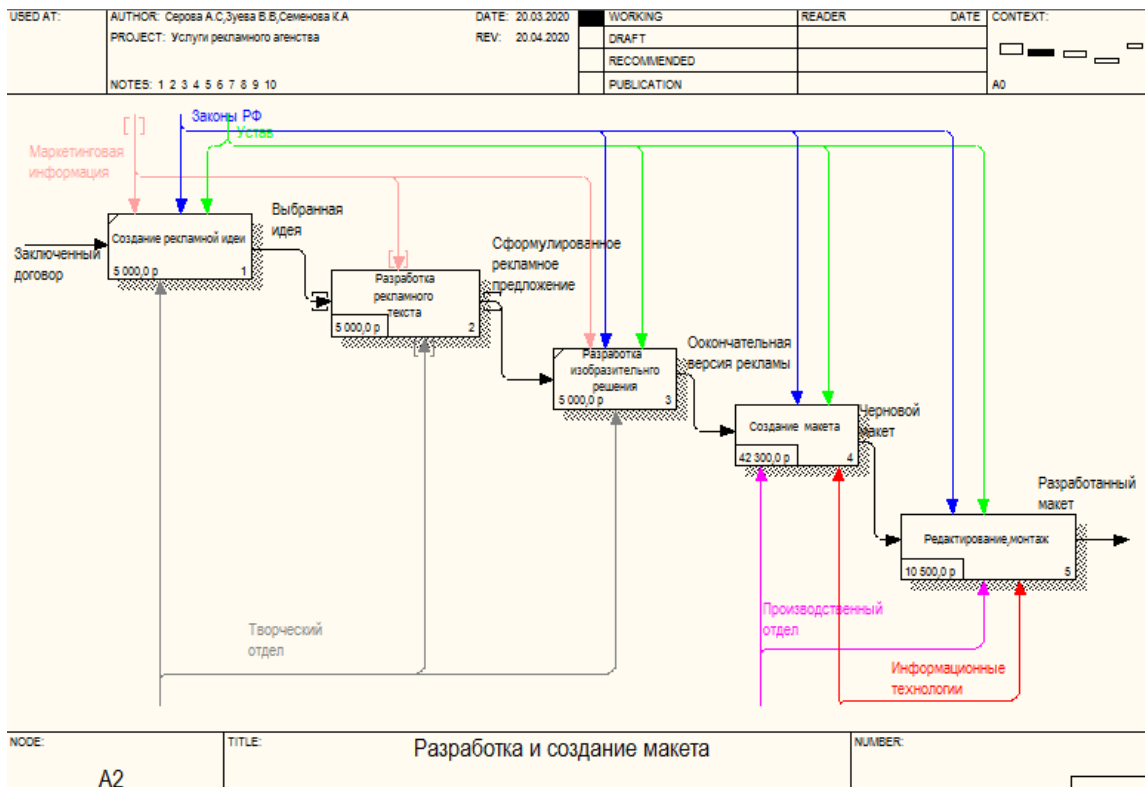 USED AT:
AUTHOR: Серова А.С,Зуева В.В,Семенова К.А
DATE: 20.03.2020
WORKING
READER
DATE
CONTEXT:
PROJECT: Услуги рекламного агенства
REV: 20.04.2020
DRAFT
RECOMMENDED
NOTES: 1 2 3 4 5 6 7 8 9 10
PUBLICATION
A0
Законы РФ
Устав
Маркетинговая
информация
Выбранная
идея
Создание рекламной идеи
5 000,0 р
1
Заключенный
договор
Сформулированное
рекламное
предложение
Разработка
рекламного
текста
5 000,0 р
2
Оокончательная
версия рекламы
Разработка
изобразительнго
решения
5 000,0 р
3
Черновой
макет
Создание макета
42 300,0 р
4
Разработанный
макет
Редактирование,монтаж
10 500,0 р
5
Творческий
отдел
Производственный
отдел
Информационные
технологии
NODE:
TITLE:
Разработка и создание макета
NUMBER:
A2